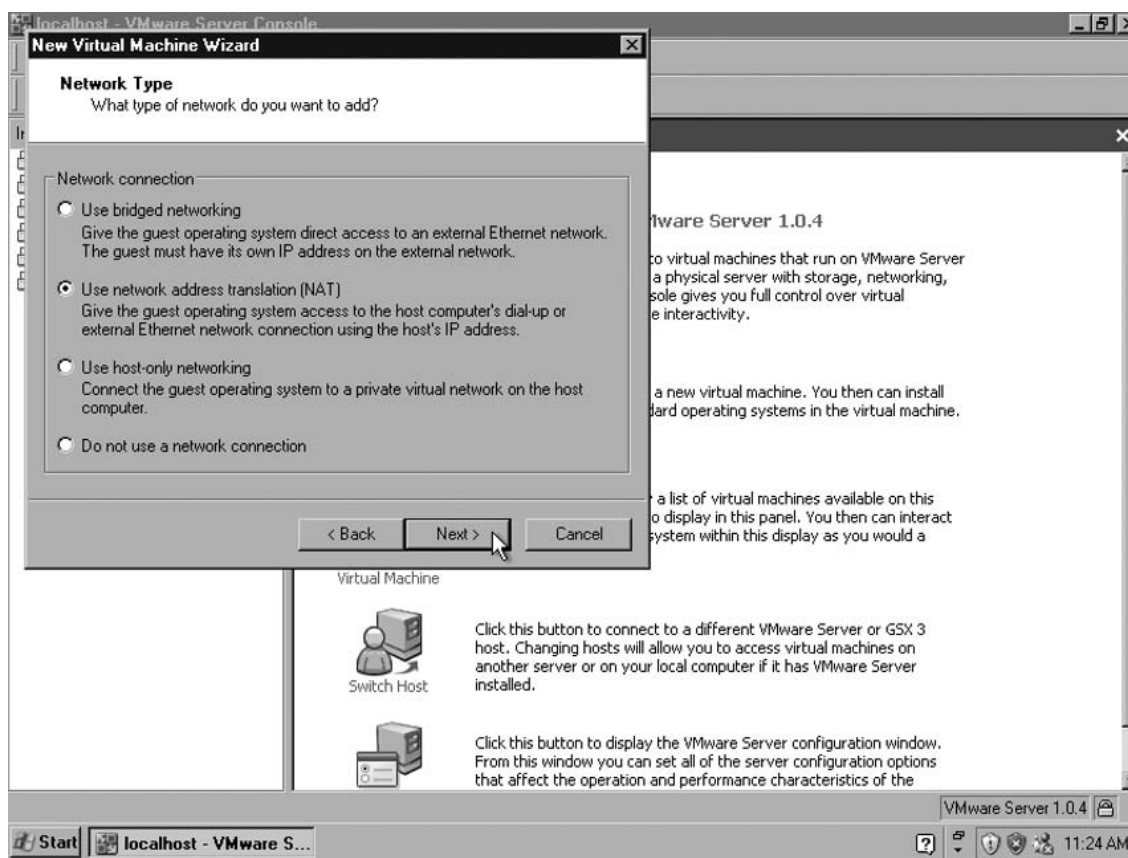 localhost - VMware Server Console
New Virtual Machine Wizard
Network Type
What type of network do you want to add?
Network connection
Use bridged networking
Give the guest operating system direct access to an external Ethernet network.
The guest must have its own IP address on the external network.
Use network address translation (NAT)
Give the guest operating system access to the host computer's dial-up or
external Ethernet network connection using the host's IP address.
Use host-only networking
Connect the guest operating system to a private virtual network on the host
computer.
Do not use a network connection
< Back
Next >
Cancel
Server 1.0.4
to virtual machines that run on VMware Server
a physical server with storage, networking,
gives you full control over virtual
interactivity.
a new virtual machine. You then can install
operating systems in the virtual machine.
a list of virtual machines available on this
to display in this panel. You then can interact
system within this display as you would a
Virtual Machine
Click this button to connect to a different VMware Server or GSX 3
host. Changing hosts will allow you to access virtual machines on
another server or on your local computer if it has VMware Server
installed.
Switch Host
Click this button to display the VMware Server configuration window.
From this window you can set all of the server configuration options
that affect the operation and performance characteristics of the
VMware Server 1.0.4
Start
localhost - VMware S...
11:24 AM